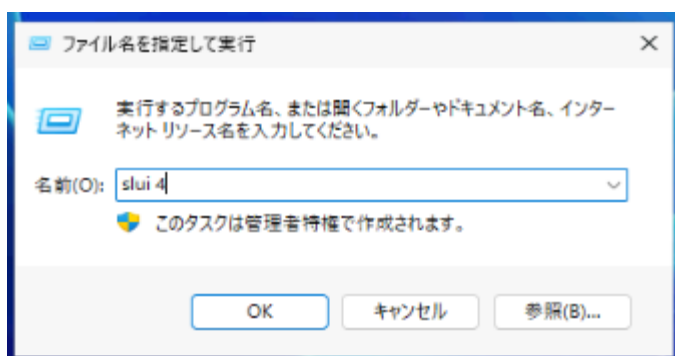 ファイル名を指定して実行
実行するプログラム名、または開くフォルダーやドキュメント名、インター
ネット リソース名を入力してください。
名前(O): slui 4
このタスクは管理者特権で作成されます。
OK キャンセル 参照(B)...